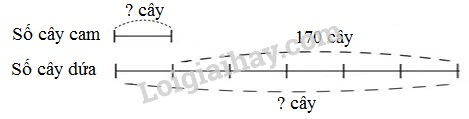 ? cây
Số cây cam
170 cây
Số cây dứa
Loigiaihay.com
? cây